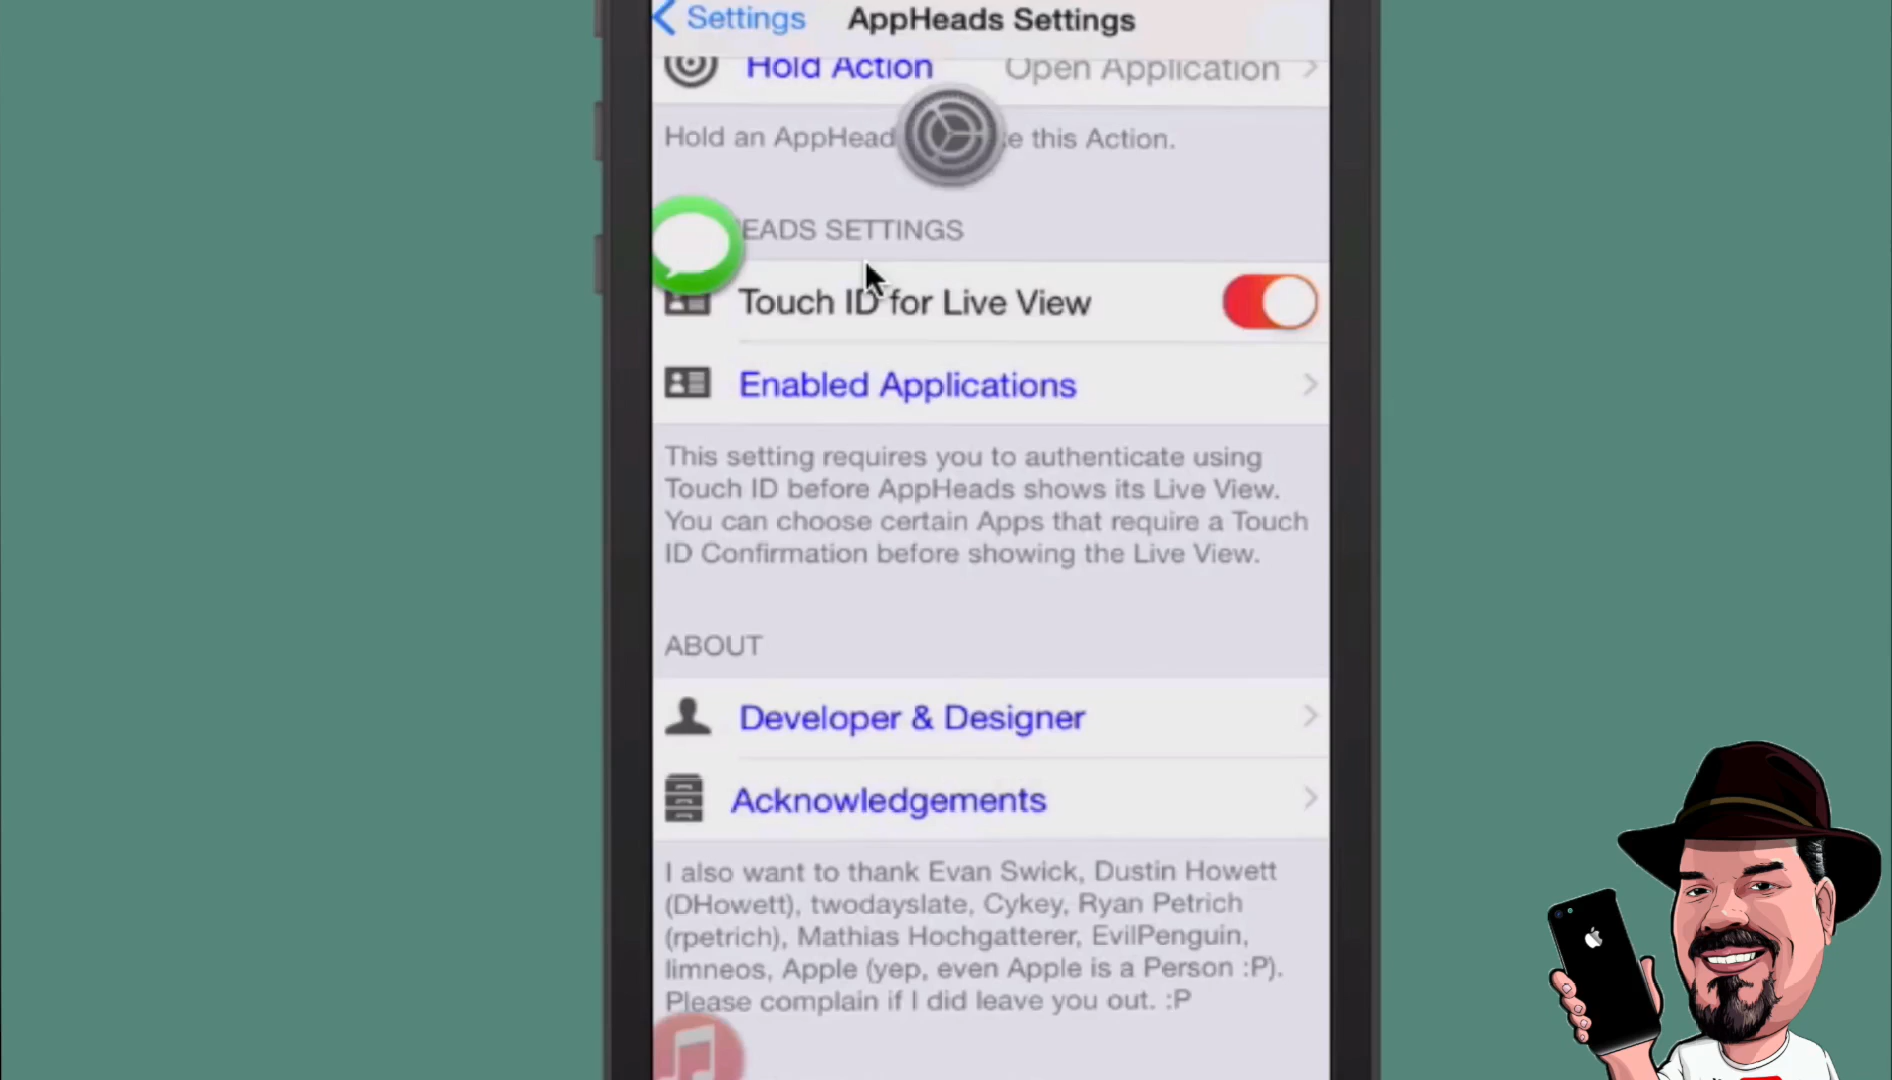 Settings
AppHeads Settings
Hold Action
Open Application
Hold an AppHead e this Action.
EADS SETTINGS
Touch ID for Live View
Enabled Applications
This setting requires you to authenticate using
Touch ID before AppHeads shows its Live View.
You can choose certain Apps that require a Touch
ID Confirmation before showing the Live View.
ABOUT
Developer & Designer
Acknowledgements
I also want to thank Evan Swick, Dustin Howett
(DHowett), twodayslate, Cykey, Ryan Petrich
(rpetrich), Mathias Hochgatterer, EvilPenguin,
limneos, Apple (yep, even Apple is a Person :P).
Please complain if I did leave you out. :P